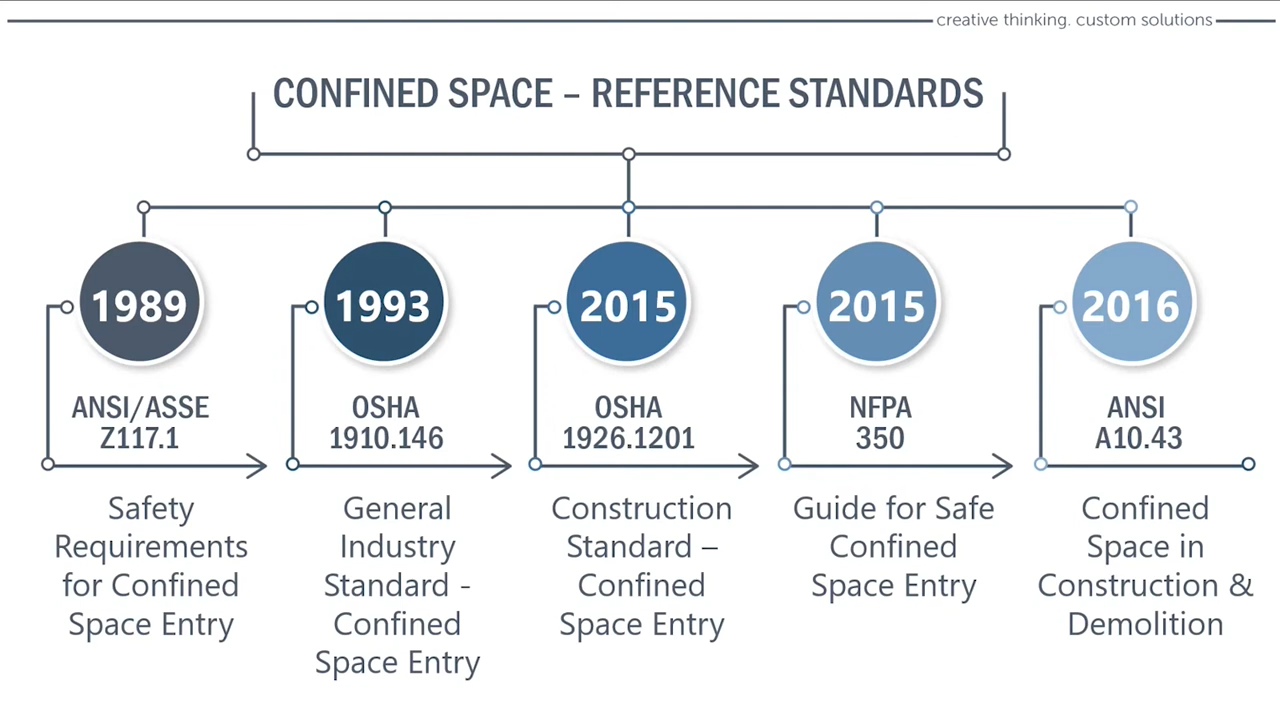 creative thinking. custom solutions
CONFINED SPACE – REFERENCE STANDARDS
1989
ANSI/ASSE
Z117.1
Safety
Requirements
for Confined
Space Entry
1993
OSHA
1910.146
General
Industry
Standard -
Confined
Space Entry
2015
OSHA
1926.1201
Construction
Standard –
Confined
Space Entry
2015
NFPA
350
Guide for Safe
Confined
Space Entry
2016
ANSI
A10.43
Confined
Space in
Construction &
Demolition